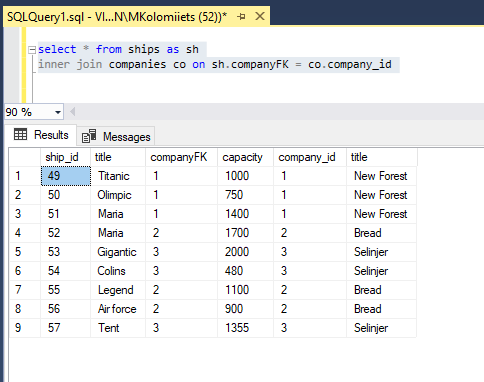 SQLQuery1.sql - VI...N\MKolomiiets (52))*
select * from ships as sh
inner join companies co on sh.companyFK = co.company_id
90 %
Results Messages
ship_id title companyFK capacity company_id title
1 49 Titanic 1 1000 1 New Forest
2 50 Olimpic 1 750 1 New Forest
3 51 Maria 1 1400 1 New Forest
4 52 Maria 2 1700 2 Bread
5 53 Gigantic 3 2000 3 Selinjer
6 54 Colins 3 480 3 Selinjer
7 55 Legend 2 1100 2 Bread
8 56 Air force 2 900 2 Bread
9 57 Tent 3 1355 3 Selinjer